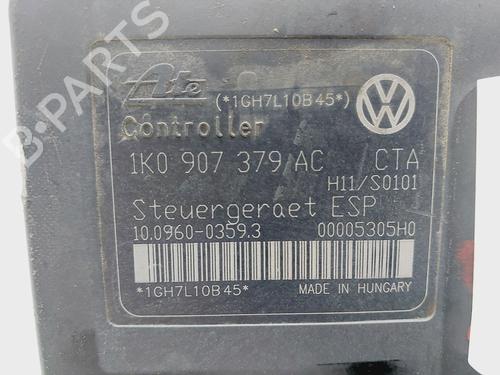 Ate (*1GH7L10B45*)
Controller
1K0 907 379 AC CTA
H11/S0101
Steuergeraet ESP
10.0960-0359.3 00005305H0
*1GH7L10B45* MADE IN HUNGARY
B-PARTS